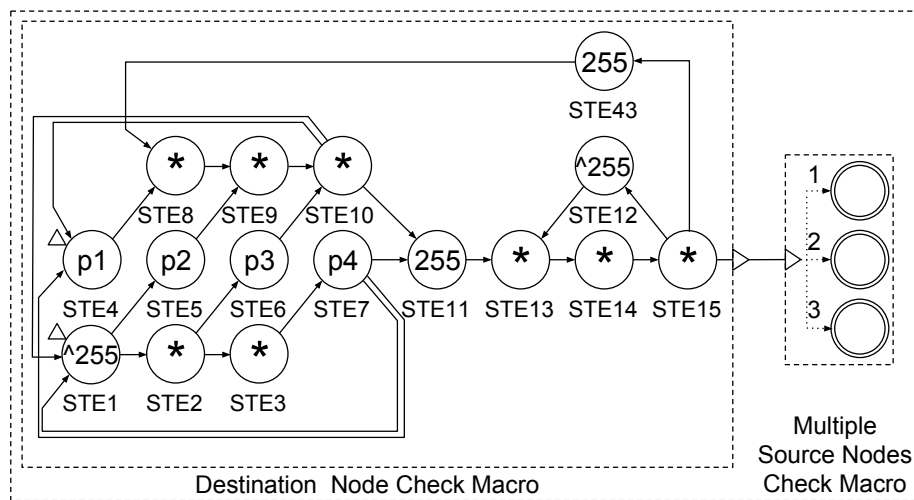 255
STE43
* * * ^255
STE8 STE9 STE10 STE12
p1 p2 p3 p4 255 * * *
STE4 STE5 STE6 STE7 STE11 STE13 STE14 STE15
^255 * *
STE1 STE2 STE3
1
2
3
Destination Node Check Macro
Multiple
Source Nodes
Check Macro